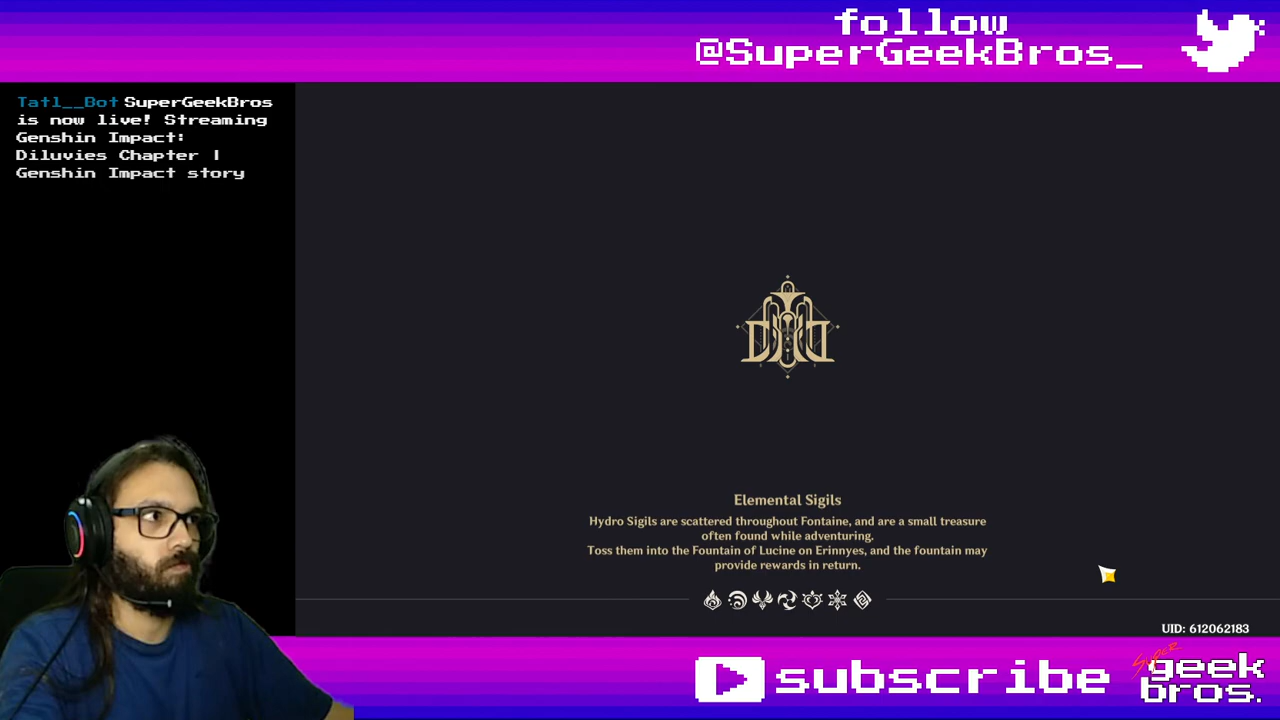 follow
@SuperGeekBros_
Tatl__Bot SuperGeekBros
is now live! Streaming
Genshin Impact:
Diluvies Chapter |
Genshin Impact story
Elemental Sigils
Hydro Sigils are scattered throughout Fontaine, and are a small treasure
often found while adventuring.
Toss them into the Fountain of Lucine on Erinnyes, and the fountain may
provide rewards in return.
UID: 612062183
subscribe
SUPER
geek
bros.